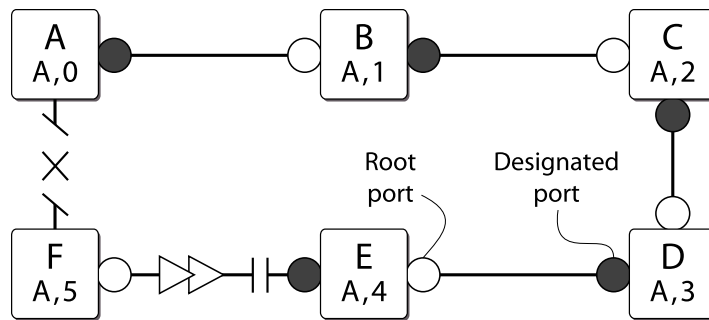 A
A,0
B
A,1
C
A,2
Root
port
Designated
port
F
A,5
E
A,4
D
A,3